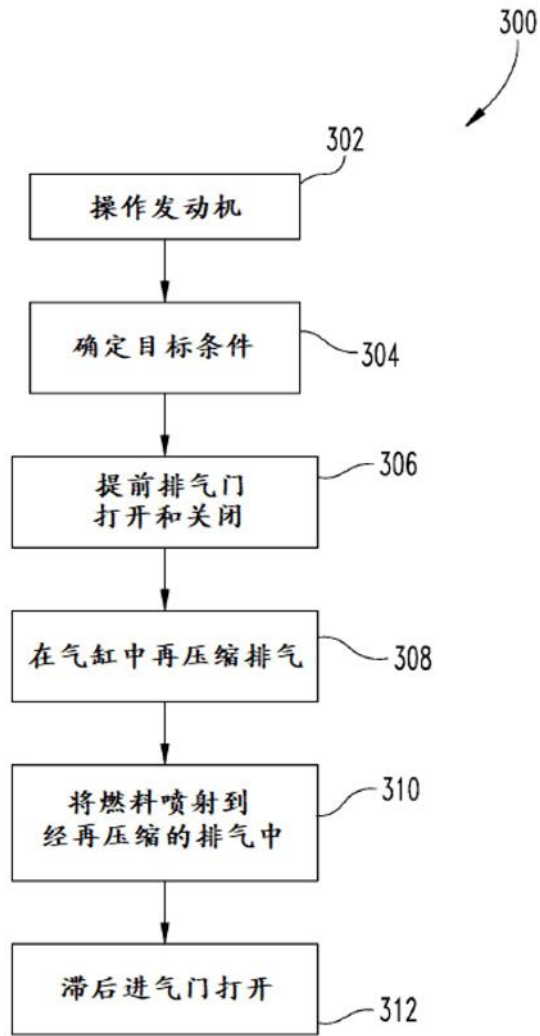 300
302
操作发动机
确定目标条件
304
306
提前排气门
打开和关闭
在气缸中再压缩排气
308
310
将燃料喷射到
经再压缩的排气中
滞后进气门打开
312